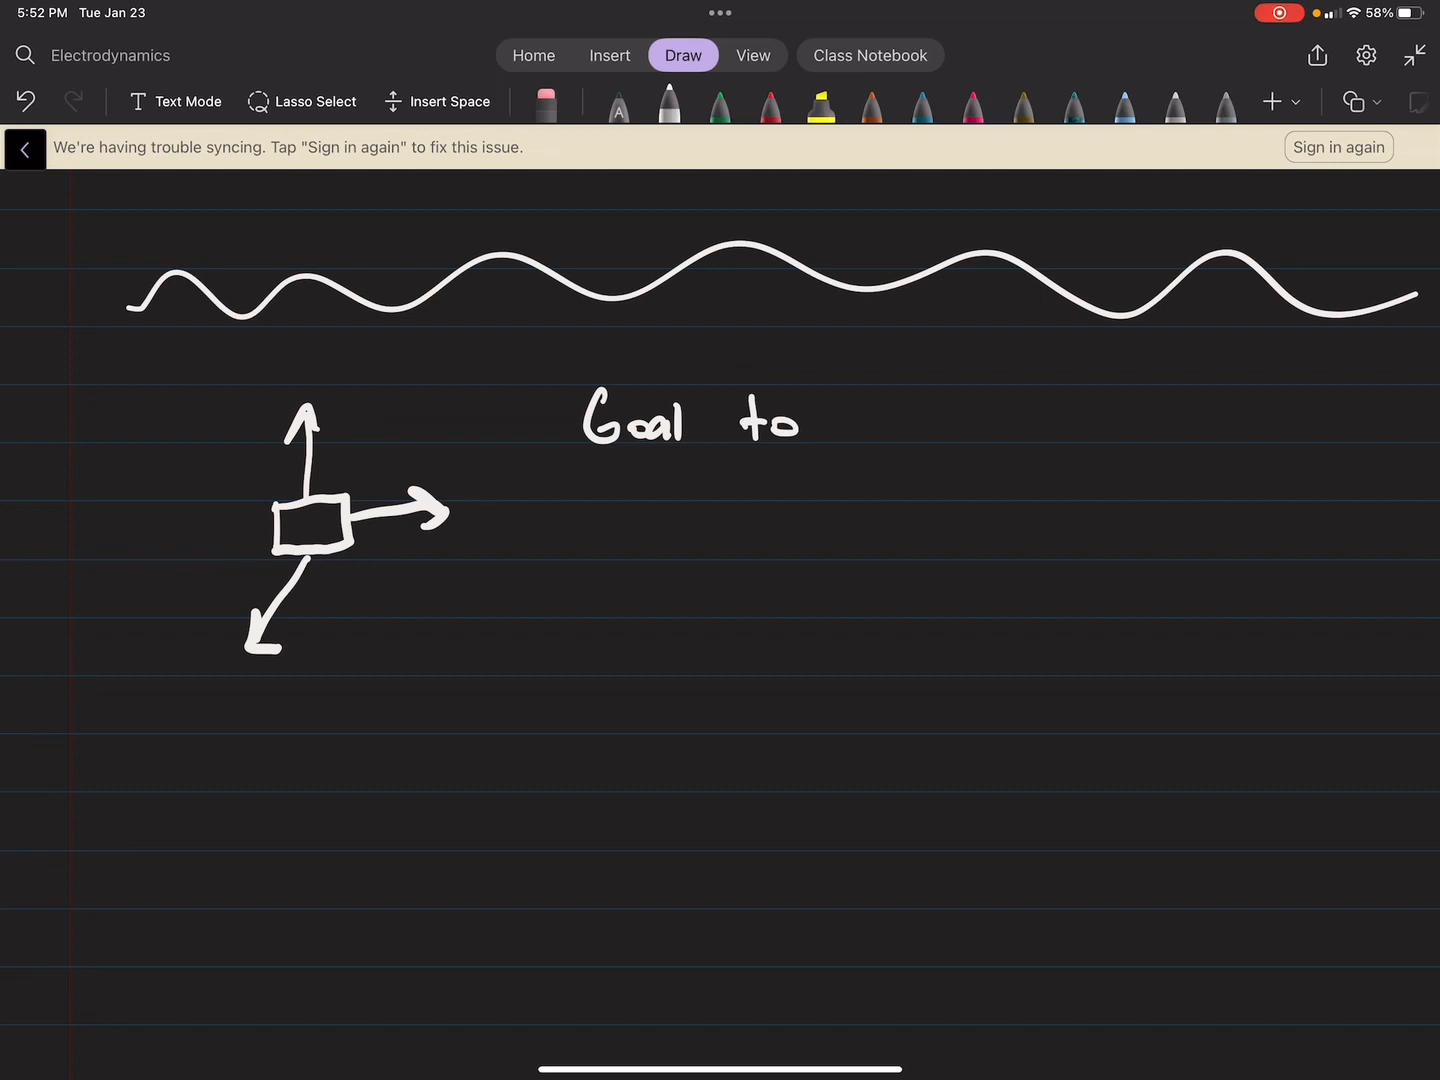 5:52 PM Tue Jan 23 58%
Electrodynamics Home Insert Draw View Class Notebook
Text Mode Lasso Select Insert Space A
We're having trouble syncing. Tap "Sign in again" to fix this issue. Sign in again
Goal to